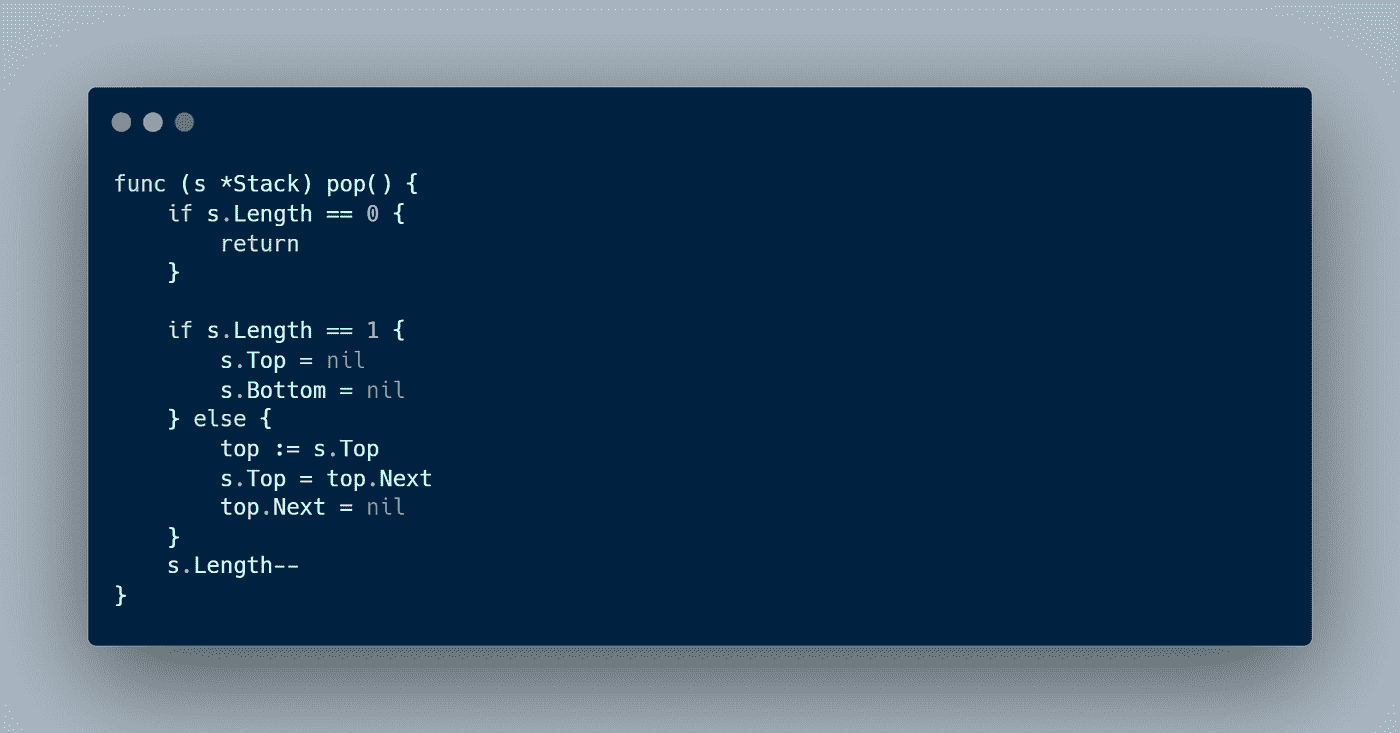 func (s *Stack) pop() {
    if s.Length == 0 {
        return
    }

    if s.Length == 1 {
        s.Top = nil
        s.Bottom = nil
    } else {
        top := s.Top
        s.Top = top.Next
        top.Next = nil
    }
    s.Length--
}